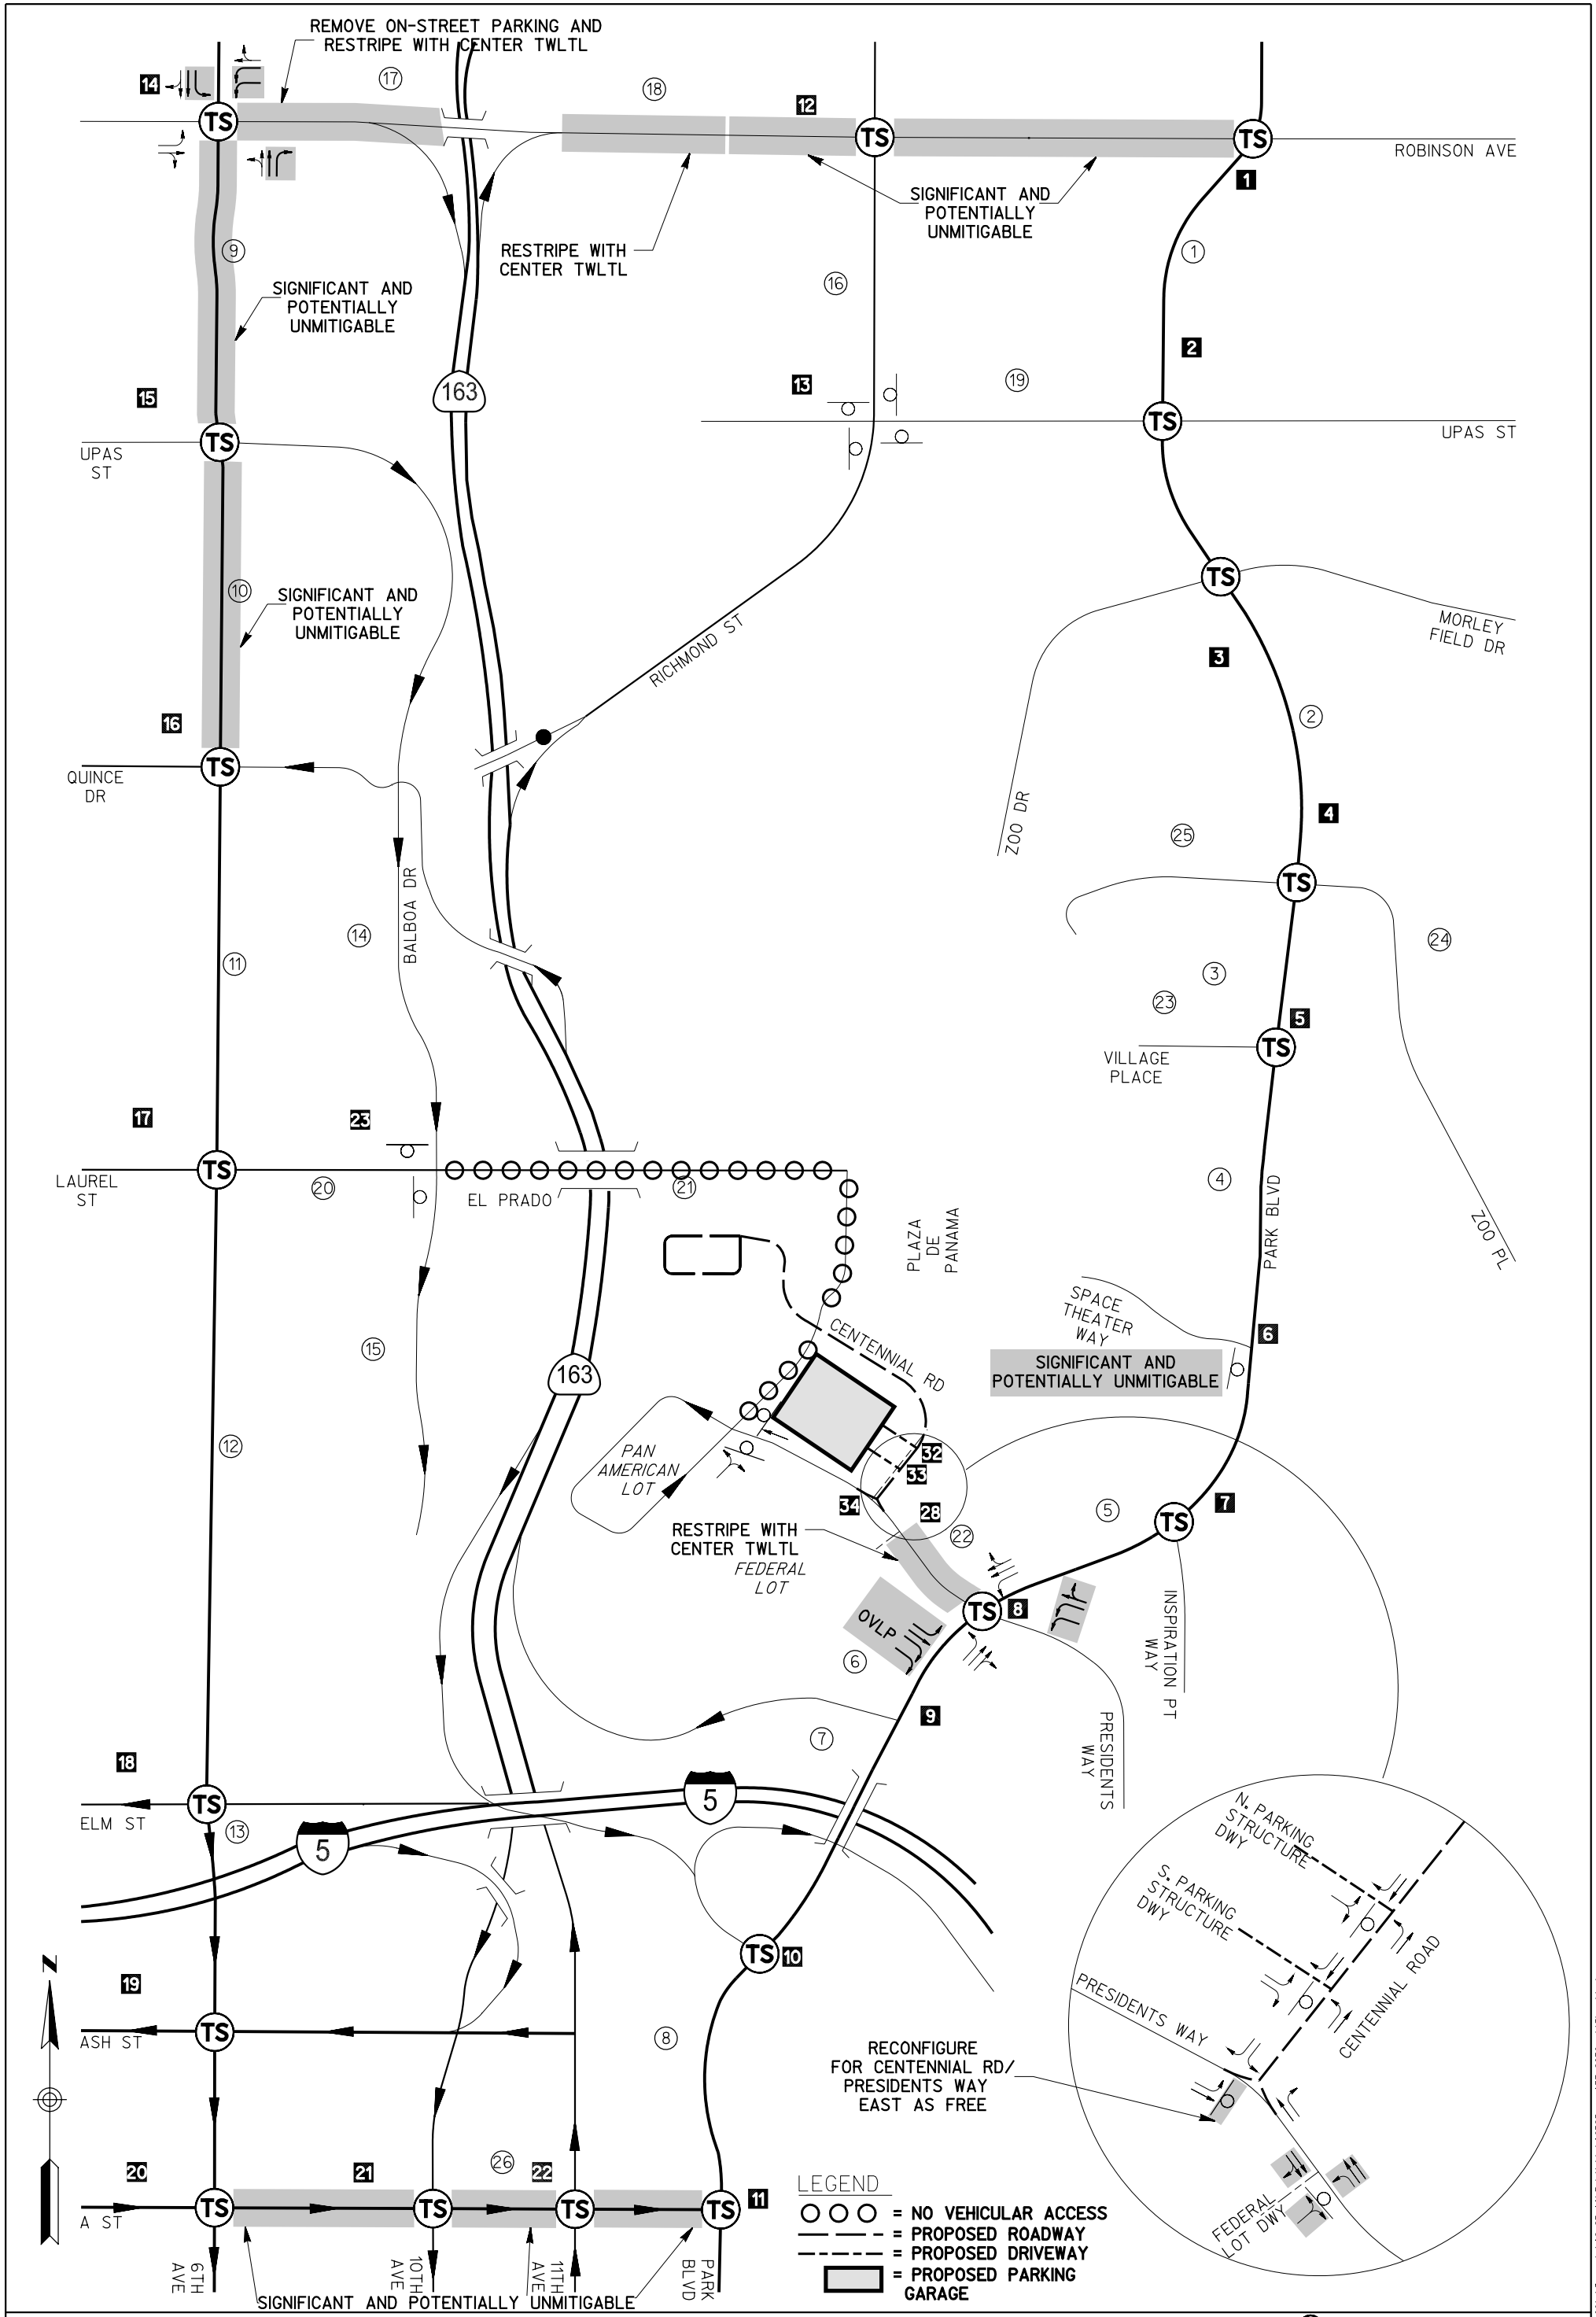 REMOVE ON-STREET PARKING AND
RESTRIPE WITH CENTER TWLTL
17
18
14
12
TS
TS
TS
ROBINSON AVE
1
SIGNIFICANT AND
POTENTIALLY
UNMITIGABLE
RESTRIPE WITH
CENTER TWLTL
9
1
16
SIGNIFICANT AND
POTENTIALLY
UNMITIGABLE
2
163
15
13
19
TS
TS
UPAS
ST
UPAS ST
TS
10
SIGNIFICANT AND
POTENTIALLY
UNMITIGABLE
RICHMOND ST
MORLEY
FIELD DR
3
16
2
TS
QUINCE
DR
ZOO DR
4
25
TS
BALBOA DR
14
11
24
3
23
5
TS
VILLAGE
PLACE
17
23
TS
LAUREL
ST
20
EL PRADO
21
4
PARK BLVD
PLAZA
DE
PANAMA
ZOO PL
SPACE
THEATER
WAY
6
CENTENNIAL RD
15
SIGNIFICANT AND
POTENTIALLY UNMITIGABLE
163
12
PAN
AMERICAN
LOT
32
33
34
28
22
5
7
TS
RESTRIPE WITH
CENTER TWLTL
FEDERAL
LOT
TS
8
OVLP
6
INSPIRATION PT
WAY
9
7
PRESIDENTS
WAY
18
TS
ELM ST
13
5
5
N. PARKING
STRUCTURE
DWY
S. PARKING
STRUCTURE
DWY
TS
10
N
19
TS
ASH ST
8
PRESIDENTS WAY
CENTENNIAL ROAD
RECONFIGURE
FOR CENTENNIAL RD/
PRESIDENTS WAY
EAST AS FREE
20
21
26
22
11
TS
TS
TS
TS
A ST
FEDERAL
LOT DWY
6TH
AVE
10TH
AVE
11TH
AVE
PARK
BLVD
SIGNIFICANT AND POTENTIALLY UNMITIGABLE
LEGEND
= NO VEHICULAR ACCESS
= PROPOSED ROADWAY
= PROPOSED DRIVEWAY
= PROPOSED PARKING
GARAGE